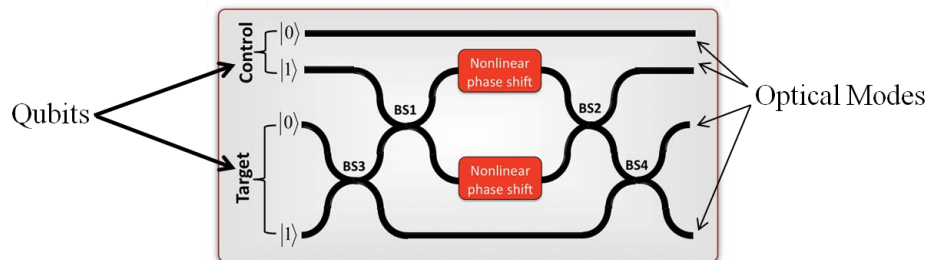 Qubits
Control
|0⟩
|1⟩
Target
|0⟩
|1⟩
BS1
BS2
BS3
BS4
Nonlinear
phase shift
Nonlinear
phase shift
Optical Modes